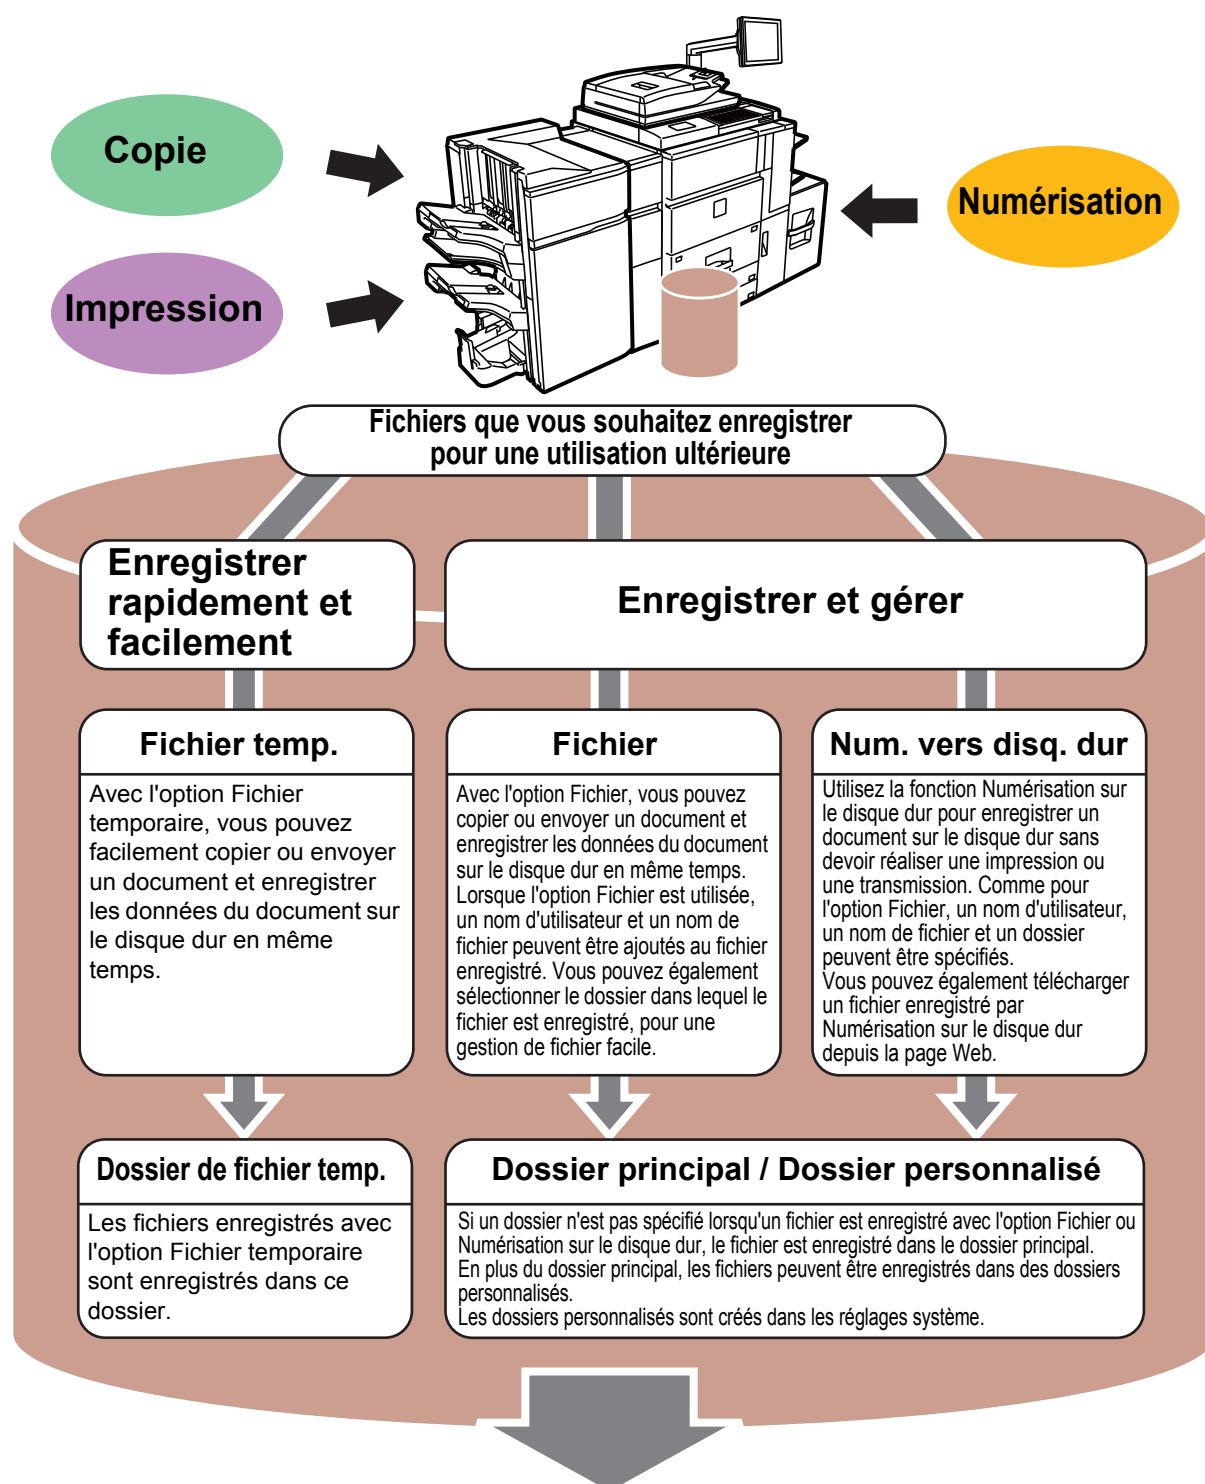 Copie
Numérisation
Impression
Fichiers que vous souhaitez enregistrer
pour une utilisation ultérieure
Enregistrer
rapidement et
facilement
Enregistrer et gérer
Fichier temp.
Avec l'option Fichier
temporaire, vous pouvez
facilement copier ou envoyer
un document et enregistrer
les données du document sur
le disque dur en même
temps.
Fichier
Avec l'option Fichier, vous pouvez
copier ou envoyer un document et
enregistrer les données du document
sur le disque dur en même temps.
Lorsque l'option Fichier est utilisée,
un nom d'utilisateur et un nom de
fichier peuvent être ajoutés au fichier
enregistré. Vous pouvez également
sélectionner le dossier dans lequel le
fichier est enregistré, pour une
gestion de fichier facile.
Num. vers disq. dur
Utilisez la fonction Numérisation sur
le disque dur pour enregistrer un
document sur le disque dur sans
devoir réaliser une impression ou
une transmission. Comme pour
l'option Fichier, un nom d'utilisateur,
un nom de fichier et un dossier
peuvent être spécifiés.
Vous pouvez également télécharger
un fichier enregistré par
Numérisation sur le disque dur
depuis la page Web.
Dossier de fichier temp.
Les fichiers enregistrés avec
l'option Fichier temporaire
sont enregistrés dans ce
dossier.
Dossier principal / Dossier personnalisé
Si un dossier n'est pas spécifié lorsqu'un fichier est enregistré avec l'option Fichier ou
Numérisation sur le disque dur, le fichier est enregistré dans le dossier principal.
En plus du dossier principal, les fichiers peuvent être enregistrés dans des dossiers
personnalisés.
Les dossiers personnalisés sont créés dans les réglages système.